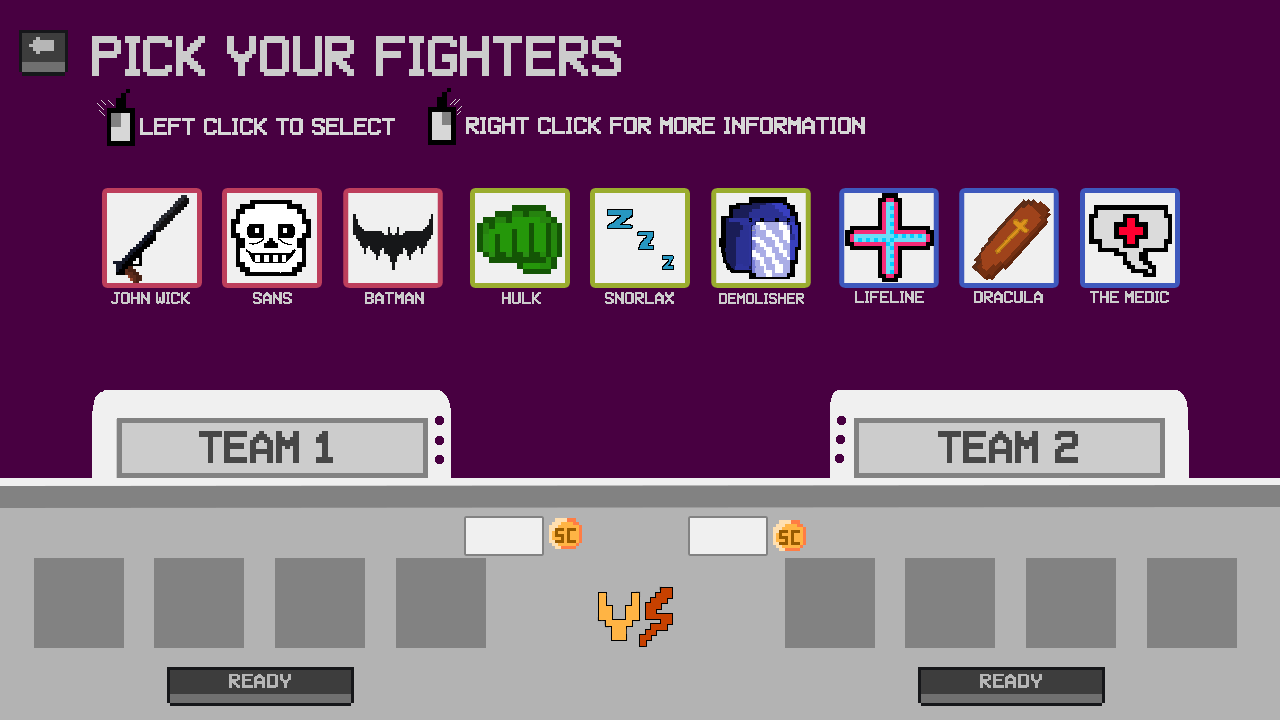 PICK YOUR FIGHTERS
LEFT CLICK TO SELECT
RIGHT CLICK FOR MORE INFORMATION
Z
Z
Z
JOHN WICK
SANS
BATMAN
HULK
SNORLAX
DEMOLISHER
LIFELINE
DRACULA
THE MEDIC
TEAM 1
TEAM 2
SC
SC
VS
READY
READY